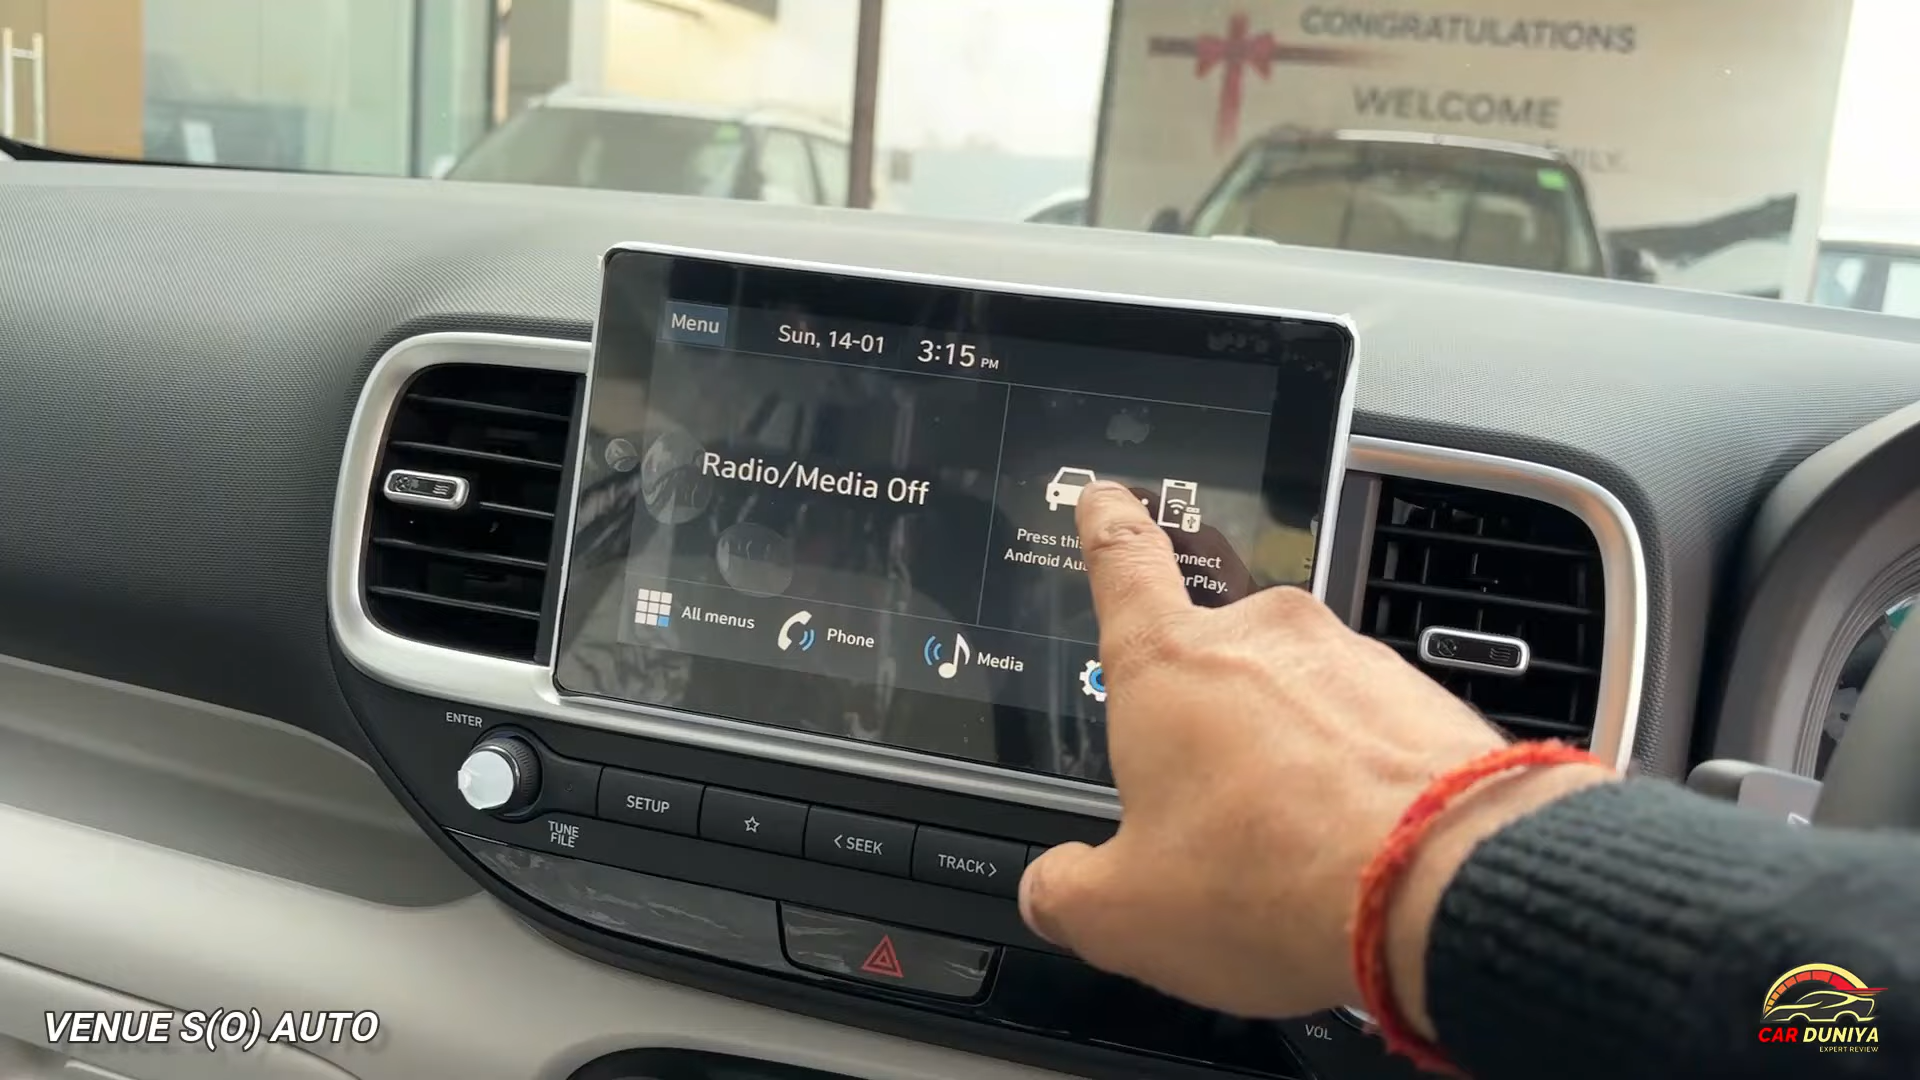 CONGRATULATIONS
WELCOME
Menu
Sun, 14-01
3:15 PM
Radio/Media Off
Press this
Android Au
onnect
arPlay.
All menus
Phone
Media
ENTER
TUNE
FILE
SETUP
< SEEK
TRACK >
VOL
VENUE S(O) AUTO
CAR DUNIYA
EXPERT REVIEW